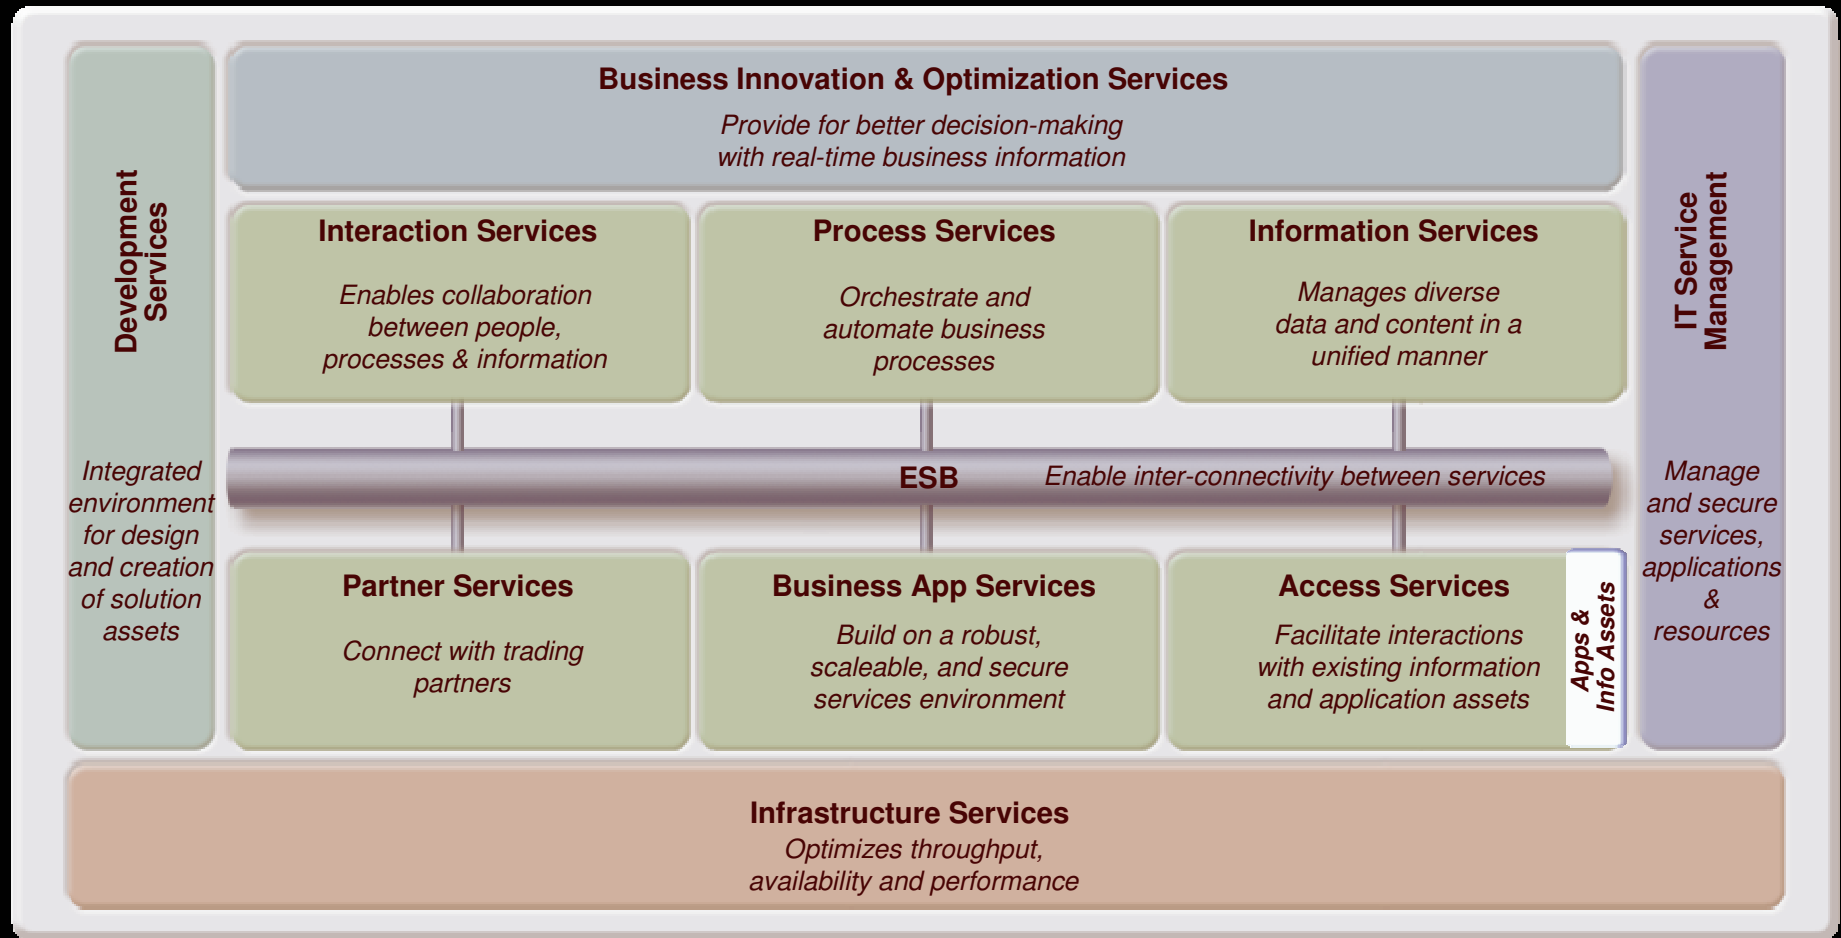 Business Innovation & Optimization Services
Provide for better decision-making
with real-time business information
Development
Services
Integrated
environment
for design
and creation
of solution
assets
Interaction Services
Enables collaboration
between people,
processes & information
Process Services
Orchestrate and
automate business
processes
Information Services
Manages diverse
data and content in a
unified manner
IT Service
Management
Manage
and secure
services,
applications
&
resources
ESB
Enable inter-connectivity between services
Partner Services
Connect with trading
partners
Business App Services
Build on a robust,
scaleable, and secure
services environment
Access Services
Facilitate interactions
with existing information
and application assets
Apps &
Info Assets
Infrastructure Services
Optimizes throughput,
availability and performance